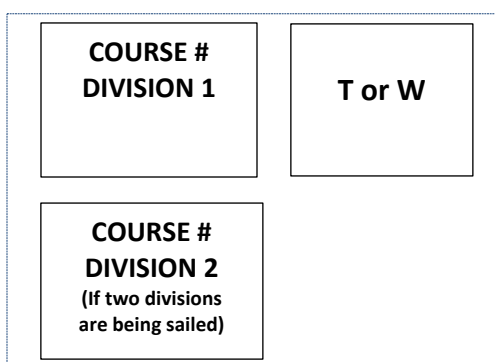 COURSE #
DIVISION 1
T or W
COURSE #
DIVISION 2
(If two divisions
are being sailed)